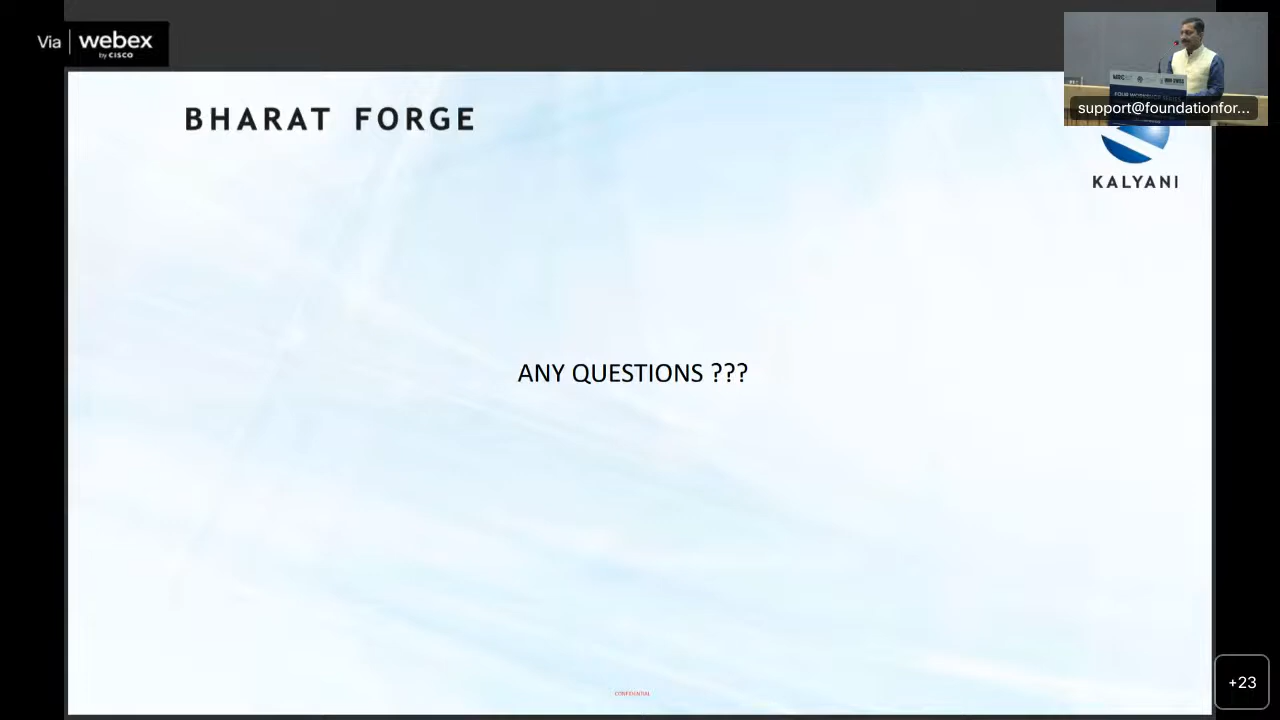 Via | webex
by CISCO
BHARAT FORGE
support@foundationfor...
KALYANI
ANY QUESTIONS ???
CONFIDENTIAL
+23